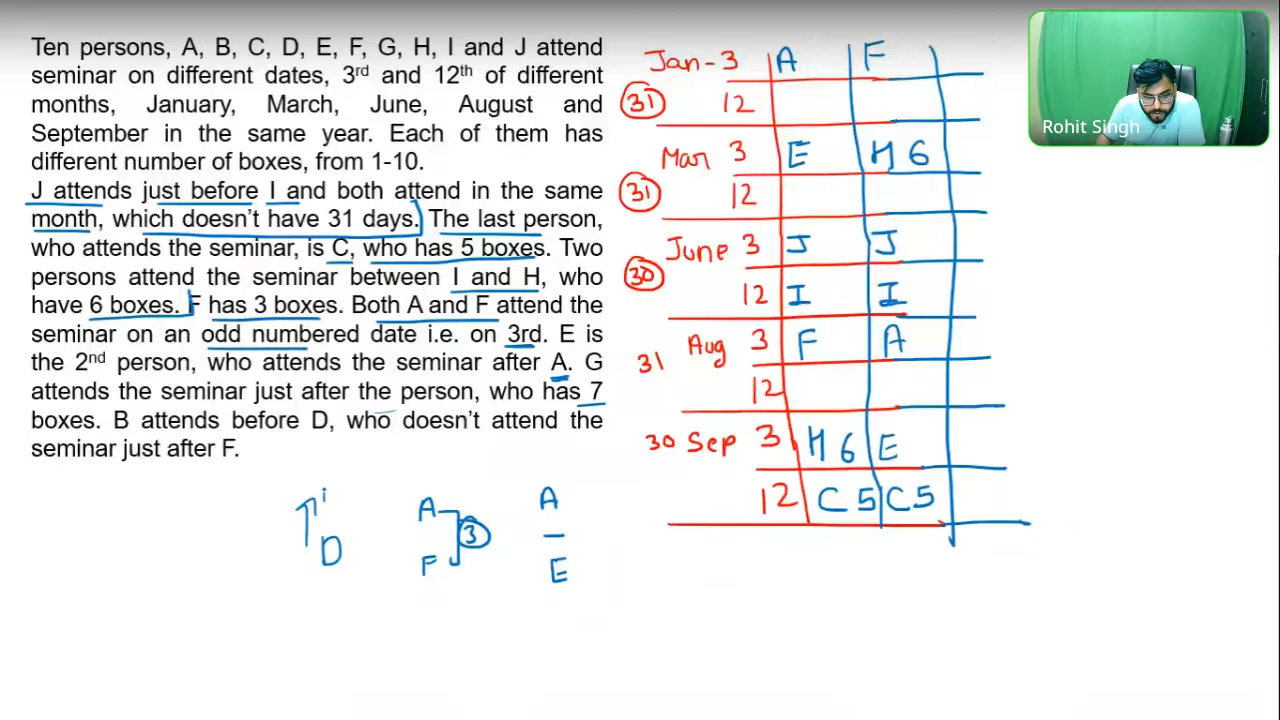 Ten persons, A, B, C, D, E, F, G, H, I and J attend
seminar on different dates, 3rd and 12th of different
months, January, March, June, August and
September in the same year. Each of them has
different number of boxes, from 1-10.
J attends just before I and both attend in the same
month, which doesn't have 31 days. The last person,
who attends the seminar, is C, who has 5 boxes. Two
persons attend the seminar between I and H, who
have 6 boxes. F has 3 boxes. Both A and F attend the
seminar on an odd numbered date i.e. on 3rd. E is
the 2nd person, who attends the seminar after A. G
attends the seminar just after the person, who has 7
boxes. B attends before D, who doesn't attend the
seminar just after F.
D
A
F
3
A
E
Jan - 3 A F
31 12
Mar 3 E H 6
31 12
June 3 J J
30 12 I I
31 Aug 3 F A
12
30 Sep 3 H 6 E
12 C 5 C 5
Rohit Singh